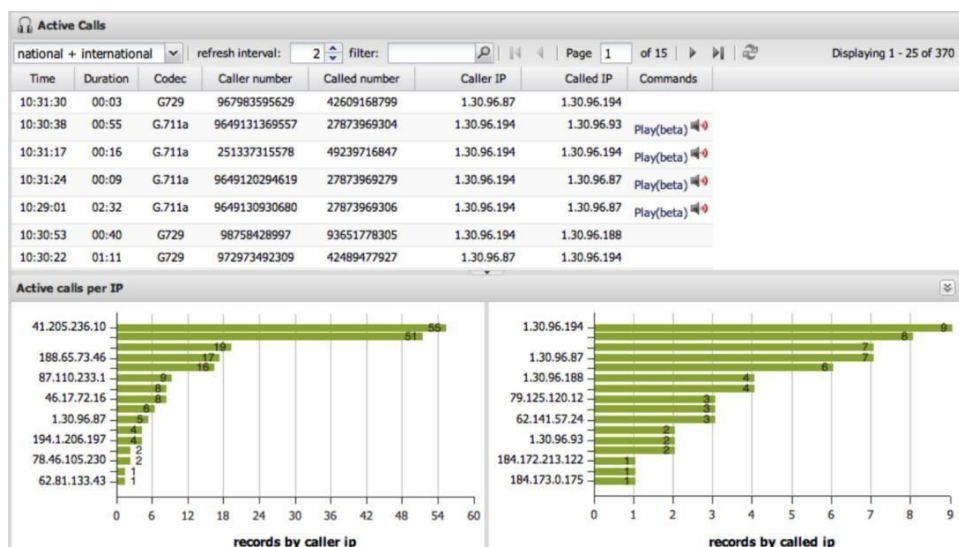 Active Calls
national + international refresh interval: 2 filter: Page 1 of 15 Displaying 1 - 25 of 370
Time Duration Codec Caller number Called number Caller IP Called IP Commands
10:31:30 00:03 G729 967983595629 42609168799 1.30.96.87 1.30.96.194
10:30:38 00:55 G.711a 9649131369557 27873969304 1.30.96.194 1.30.96.93 Play(beta)
10:31:17 00:16 G.711a 251337315578 49239716847 1.30.96.194 1.30.96.194 Play(beta)
10:31:24 00:09 G.711a 9649120294619 27873969279 1.30.96.194 1.30.96.87 Play(beta)
10:29:01 02:32 G.711a 9649130930680 27873969306 1.30.96.194 1.30.96.87 Play(beta)
10:30:53 00:40 G729 98758428997 93651778305 1.30.96.194 1.30.96.188
10:30:22 01:11 G729 972973492309 42489477927 1.30.96.87 1.30.96.194
Active calls per IP
41.205.236.10 55
51
19
188.65.73.46 17
16
87.110.233.1 9
8
46.17.72.16 8
6
1.30.96.87 5
4
194.1.206.197 4
2
78.46.105.230 2
1
62.81.133.43 1
0 6 12 18 24 30 36 42 48 54 60
records by caller ip
1.30.96.194 9
8
7
1.30.96.87 7
6
1.30.96.188 4
4
79.125.120.12 3
3
62.141.57.24 3
2
1.30.96.93 2
2
184.172.213.122 1
1
184.173.0.175 1
0 1 2 3 4 5 6 7 8 9
records by called ip